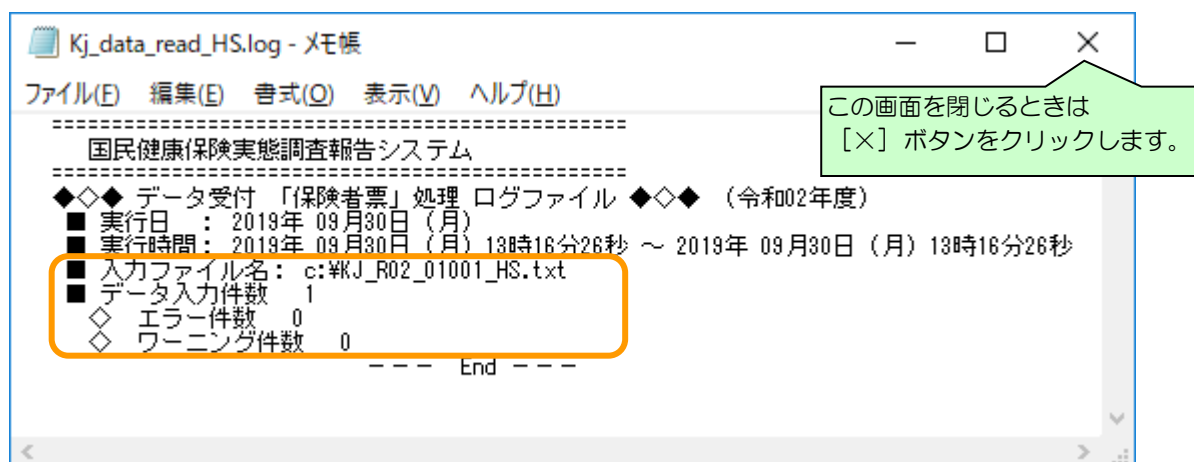 Kj_data_read_HS.log - メモ帳
ファイル(F) 編集(E) 書式(O) 表示(V) ヘルプ(H)
この画面を閉じるときは
［×］ボタンをクリックします。
================================================
国民健康保険実態調査報告システム
================================================
◆◇◆ データ受付 「保険者票」処理 ログファイル ◆◇◆ （令和02年度）
■ 実行日 ： 2019年 09月30日（月）
■ 実行時間： 2019年 09月30日（月）13時16分26秒 ～ 2019年 09月30日（月）13時16分26秒
■ 入力ファイル名： c:¥KJ_R02_01001_HS.txt
■ データ入力件数 1
◇ エラー件数 0
◇ ワーニング件数 0
－－－ End －－－